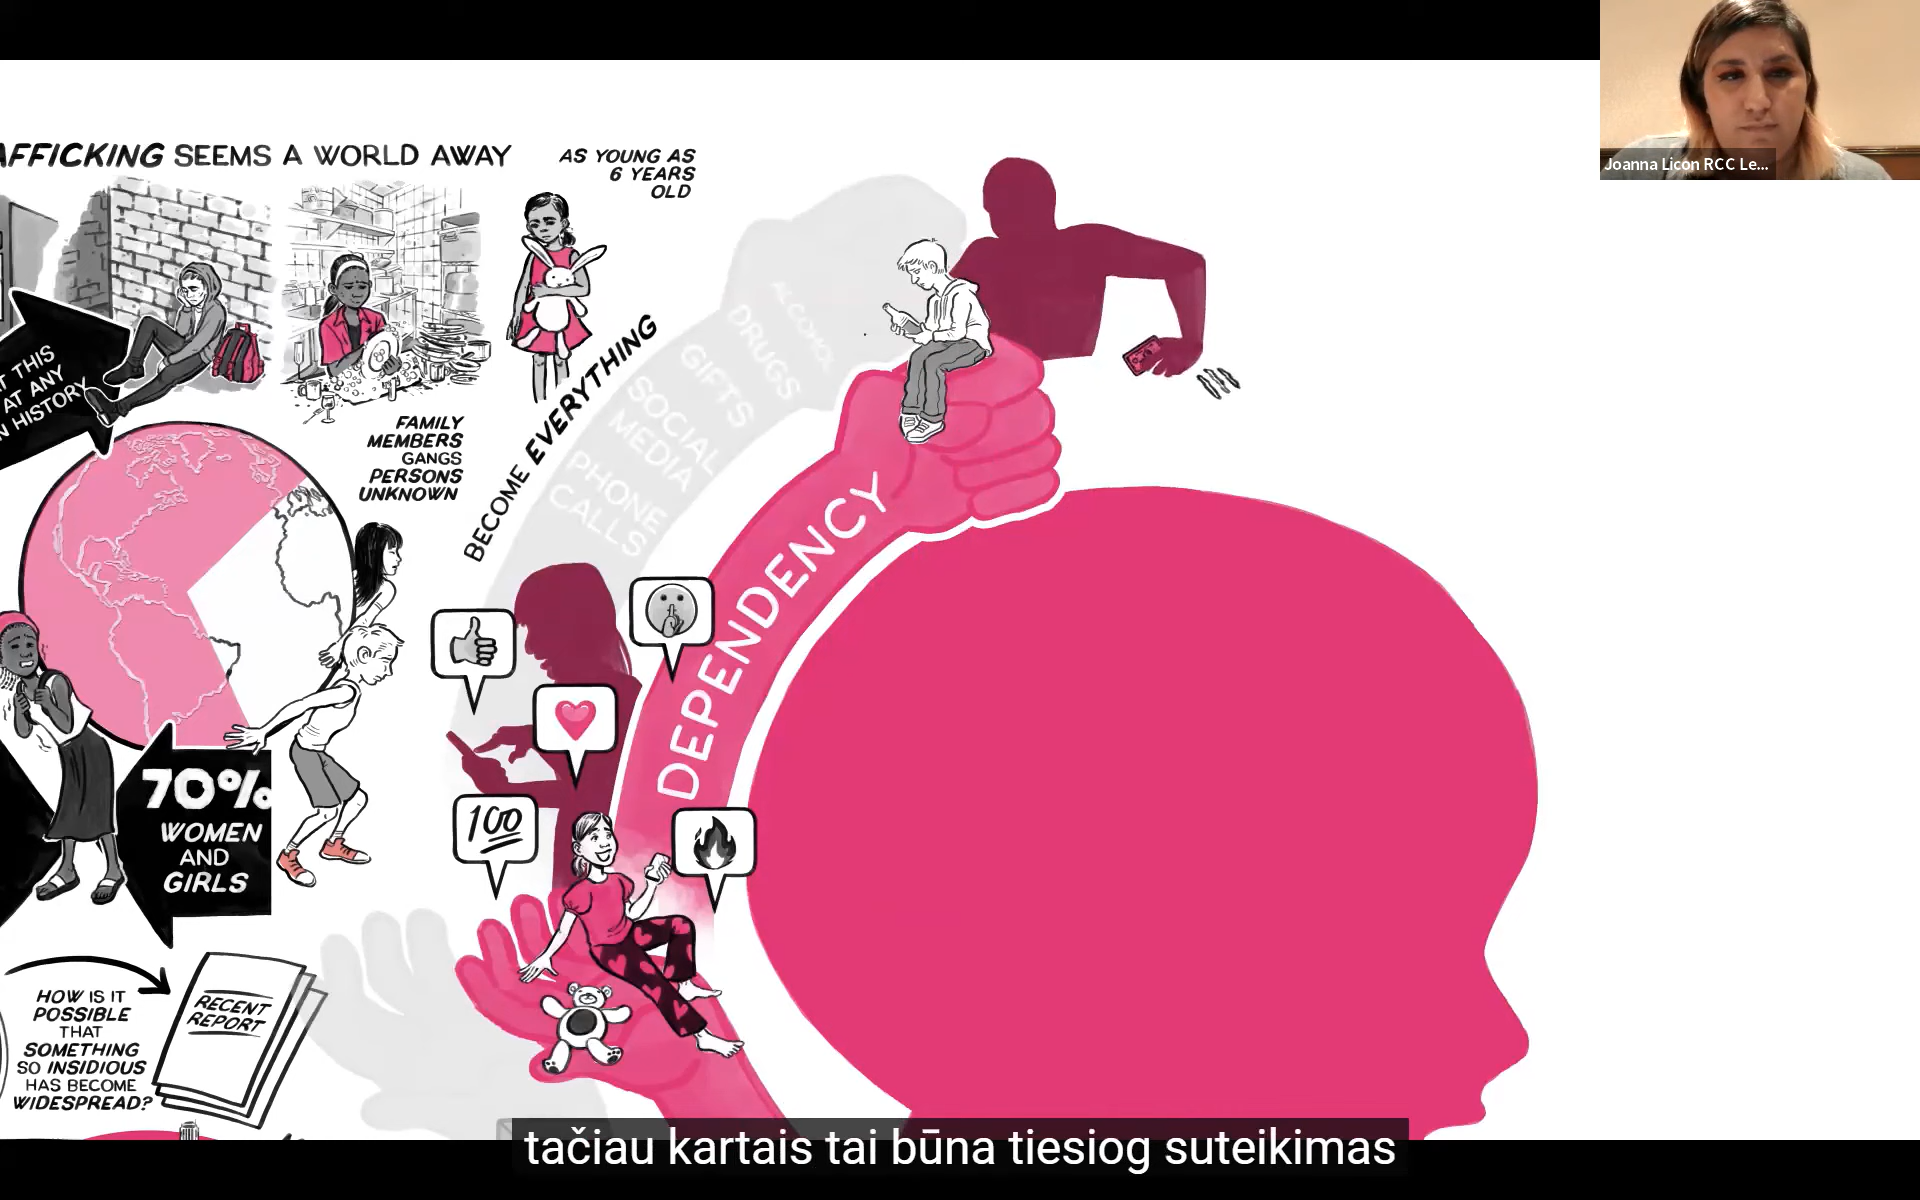 Joanna Licon RCC Le...
AFFICKING SEEMS A WORLD AWAY
AS YOUNG AS
6 YEARS
OLD
T THIS
AT ANY
N HISTORY
FAMILY
MEMBERS
GANGS
PERSONS
UNKNOWN
BECOME EVERYTHING
ALCOHOL
DRUGS
GIFTS
SOCIAL
MEDIA
PHONE
CALLS
DEPENDENCY
100
70%
WOMEN
AND
GIRLS
HOW IS IT
POSSIBLE
THAT
SOMETHING
SO INSIDIOUS
HAS BECOME
WIDESPREAD?
RECENT
REPORT
tačiau kartais tai būna tiesiog suteikimas